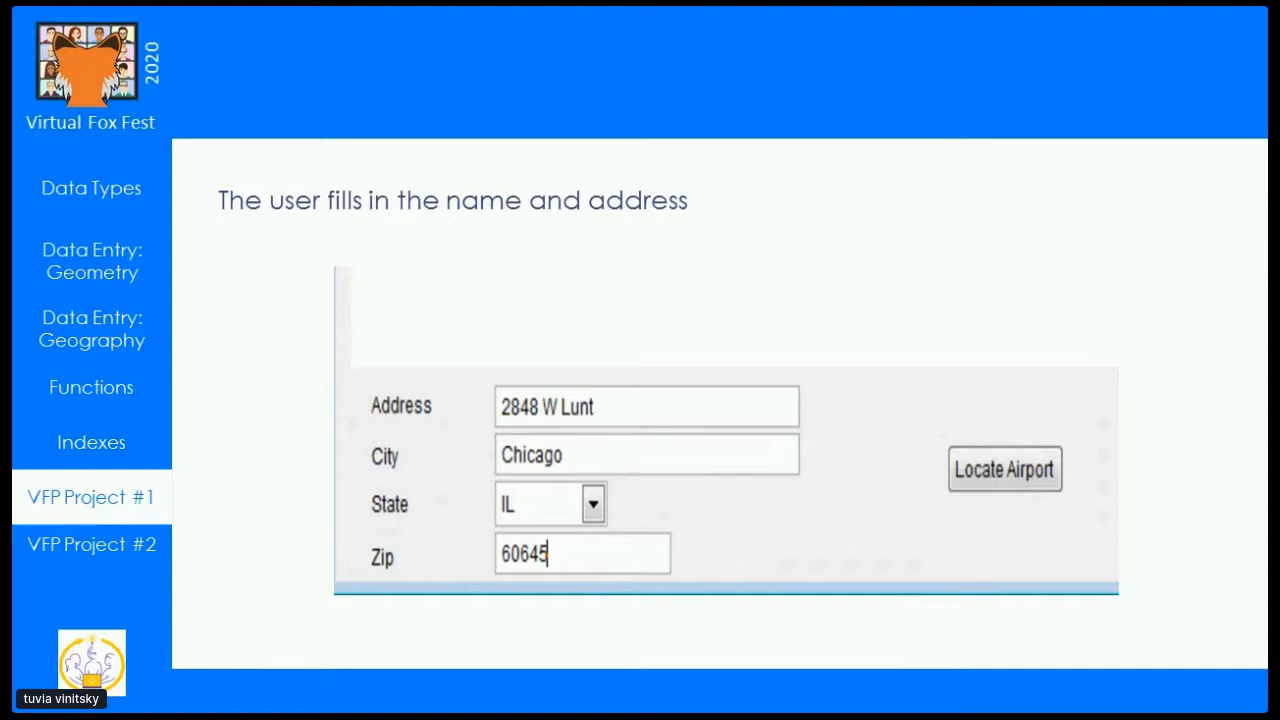 2020
Virtual Fox Fest
Data Types
Data Entry:
Geometry
Data Entry:
Geography
Functions
Indexes
VFP Project #1
VFP Project #2
tuvia vinitsky
The user fills in the name and address
Address 2848 W Lunt
City Chicago
State IL
Zip 60645
Locate Airport